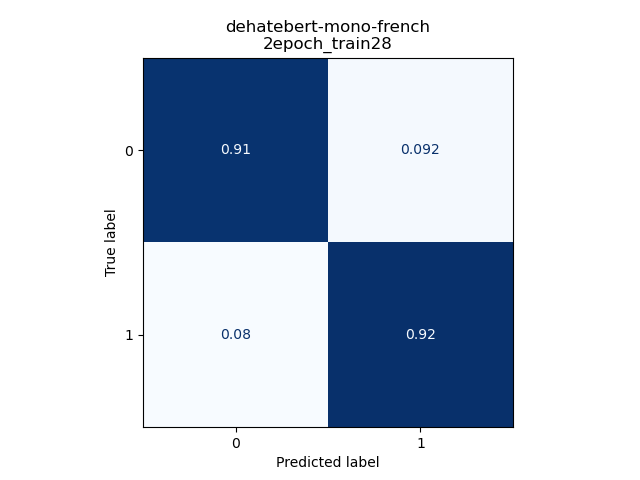 dehatebert-mono-french
2epoch_train28
True label
0
0.91
0.092
1
0.08
0.92
0
1
Predicted label